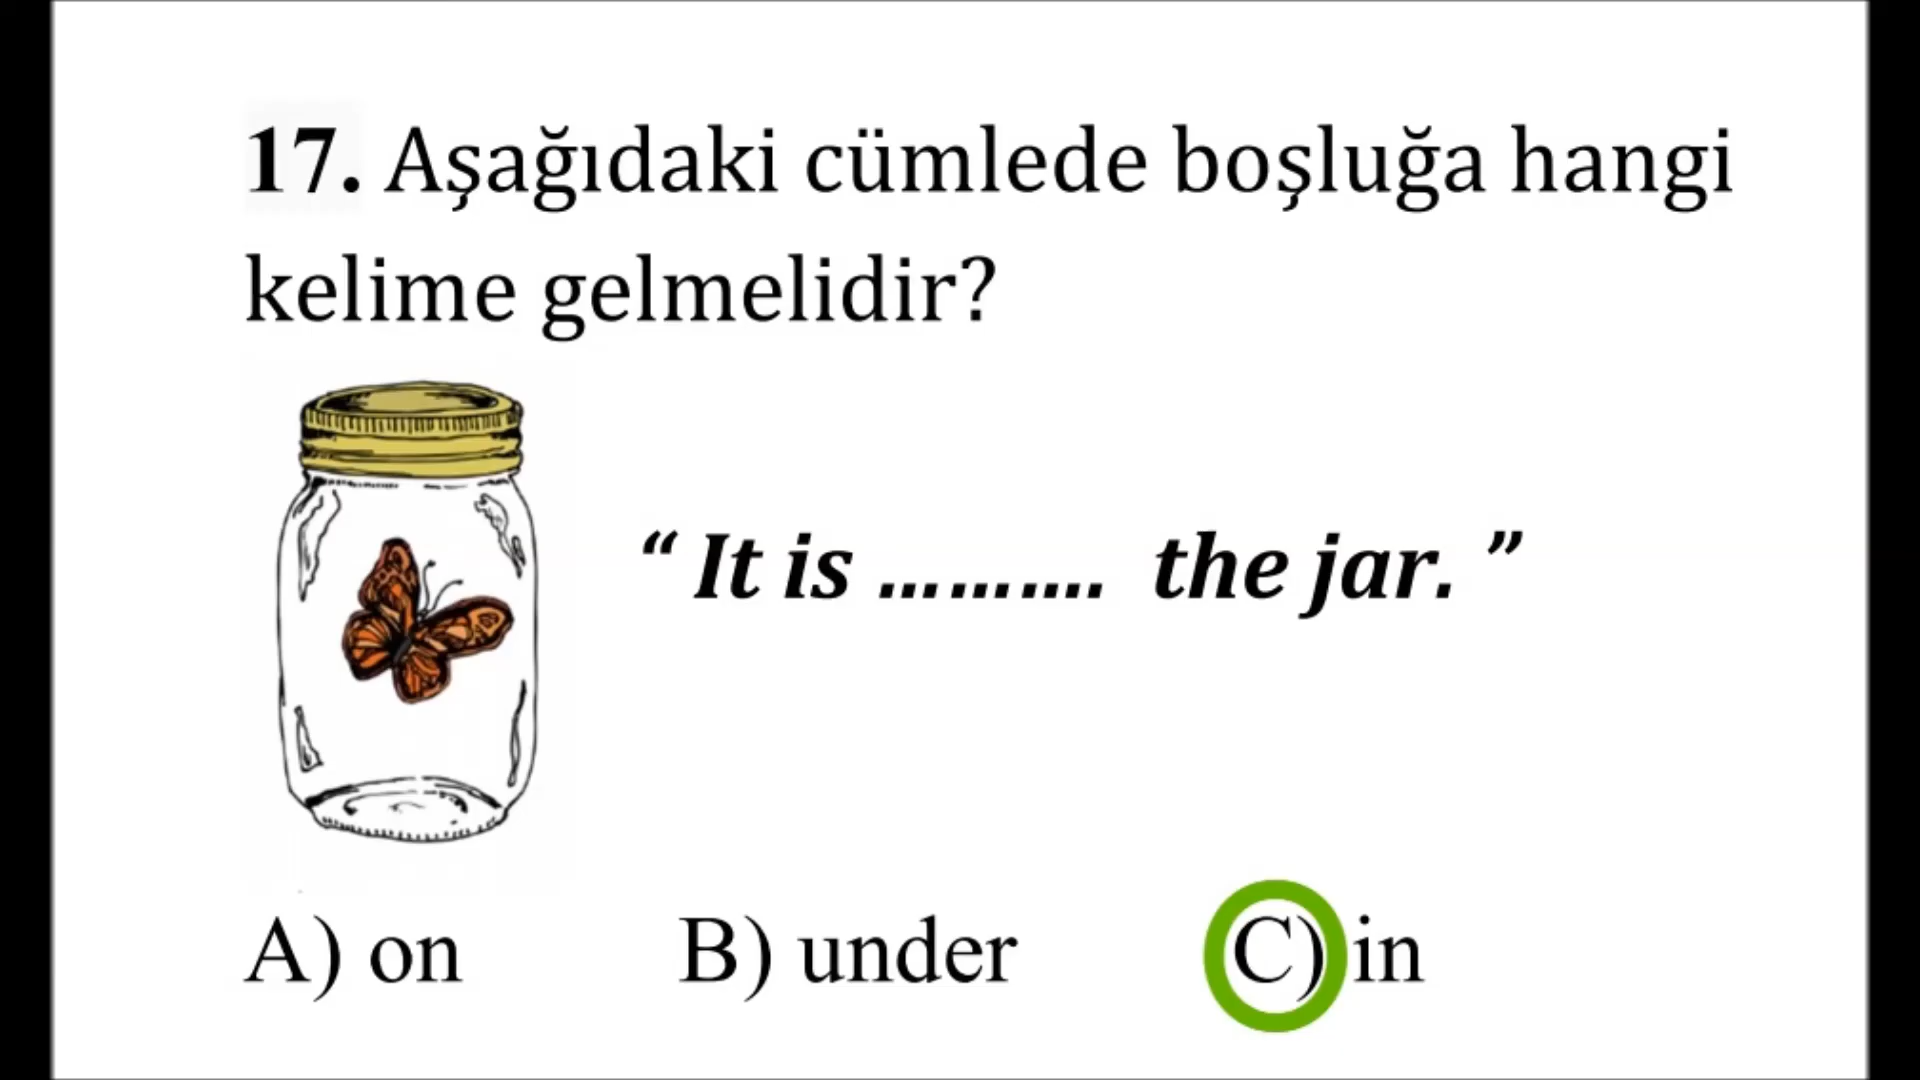 17. Aşağıdaki cümlede boşluğa hangi
kelime gelmelidir?
“ It is .......... the jar. ”
A) on B) under C) in